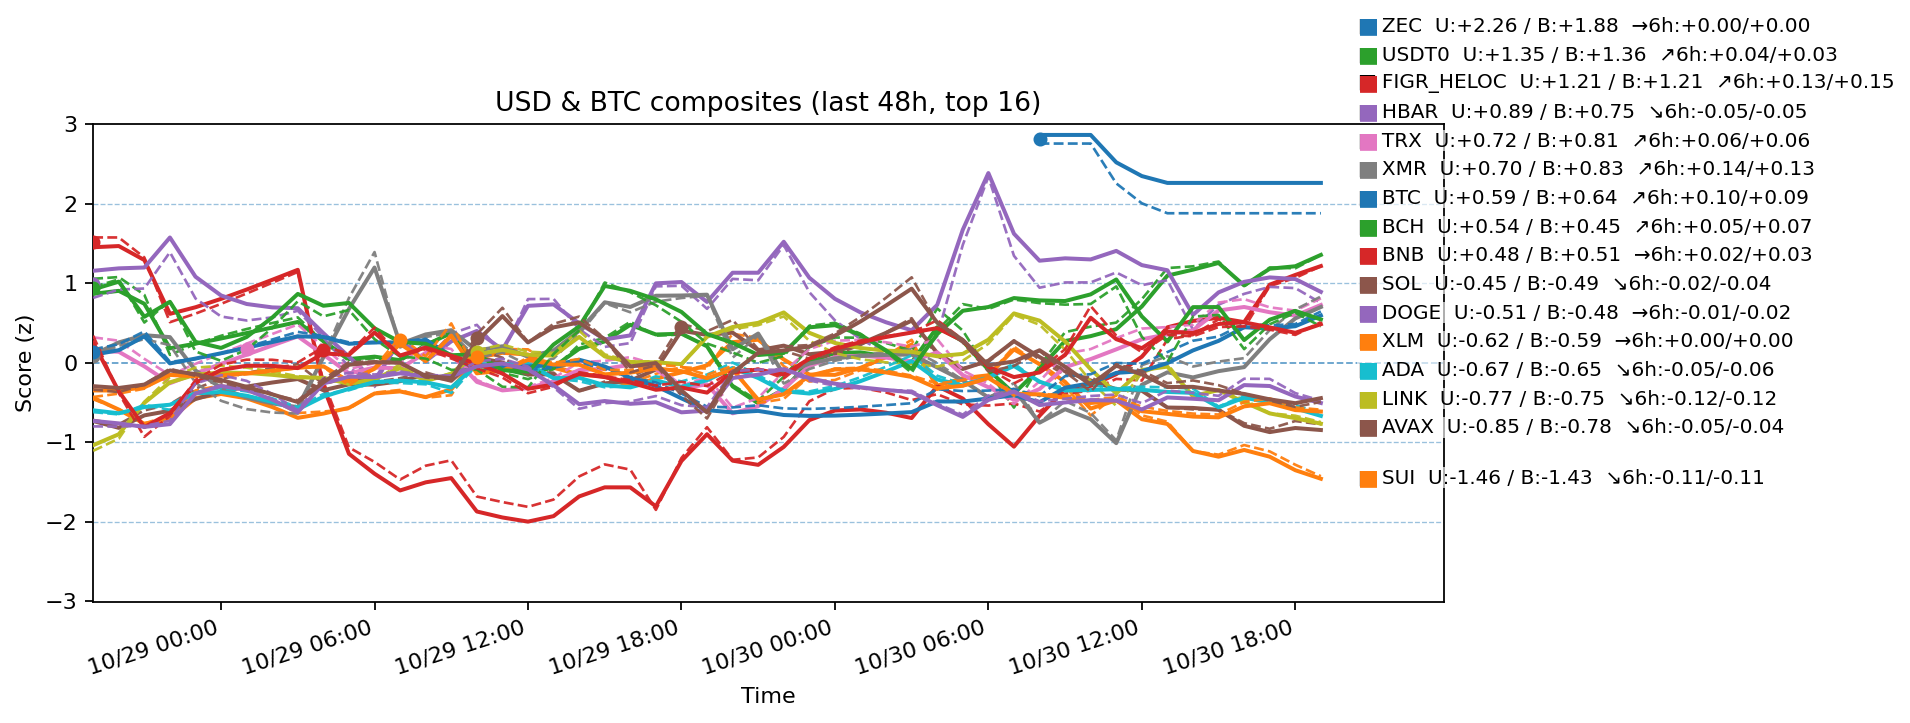 ZEC U:+2.26 / B:+1.88 →6h:+0.00/+0.00
USDT0 U:+1.35 / B:+1.36 ↗6h:+0.04/+0.03
FIGR_HELOC U:+1.21 / B:+1.21 ↗6h:+0.13/+0.15
HBAR U:+0.89 / B:+0.75 ↘6h:-0.05/-0.05
TRX U:+0.72 / B:+0.81 ↗6h:+0.06/+0.06
XMR U:+0.70 / B:+0.83 ↗6h:+0.14/+0.13
BTC U:+0.59 / B:+0.64 ↗6h:+0.10/+0.09
BCH U:+0.54 / B:+0.45 ↗6h:+0.05/+0.07
BNB U:+0.48 / B:+0.51 →6h:+0.02/+0.03
SOL U:-0.45 / B:-0.49 ↘6h:-0.02/-0.04
DOGE U:-0.51 / B:-0.48 →6h:-0.01/-0.02
XLM U:-0.62 / B:-0.59 →6h:+0.00/+0.00
ADA U:-0.67 / B:-0.65 ↘6h:-0.05/-0.06
LINK U:-0.77 / B:-0.75 ↘6h:-0.12/-0.12
AVAX U:-0.85 / B:-0.78 ↘6h:-0.05/-0.04
SUI U:-1.46 / B:-1.43 ↘6h:-0.11/-0.11
USD & BTC composites (last 48h, top 16)
Score (z)
3
2
1
0
−1
−2
−3
10/29 00:00
10/29 06:00
10/29 12:00
10/29 18:00
10/30 00:00
10/30 06:00
10/30 12:00
10/30 18:00
Time